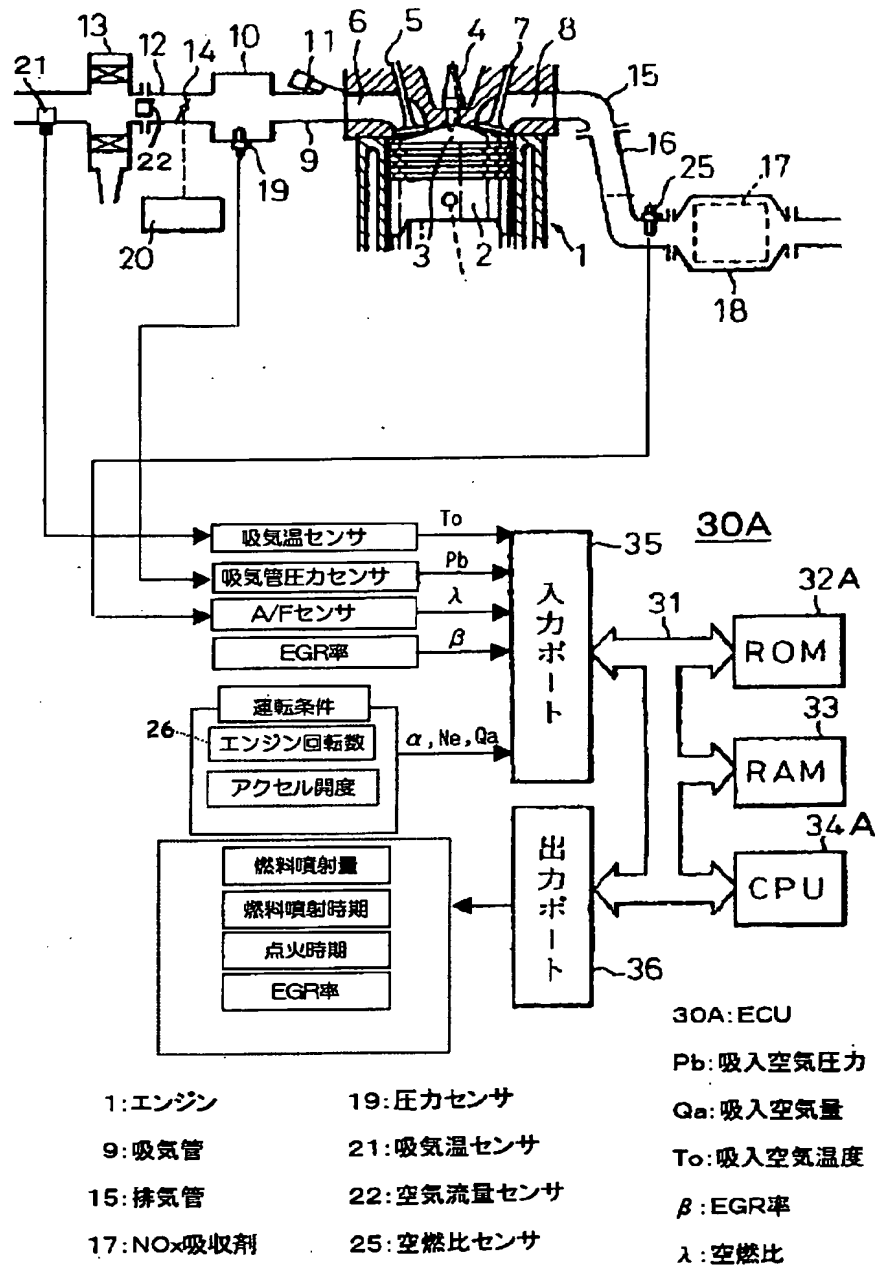 13
12
14
10
11
6
5
4
7
8
15
21
22
9
19
20
3
2
1
16
25
17
18
吸気温センサ
To
吸気管圧力センサ
Pb
A/Fセンサ
λ
EGR率
β
運転条件
26
エンジン回転数
アクセル開度
α,Ne,Qa
入力ポート
35
30A
31
32A
ROM
33
RAM
34A
CPU
燃料噴射量
燃料噴射時期
点火時期
EGR率
出力ポート
36
30A:ECU
Pb:吸入空気圧力
Qa:吸入空気量
To:吸入空気温度
β:EGR率
λ:空燃比
1:エンジン
9:吸気管
15:排気管
17:NOx吸収剤
19:圧力センサ
21:吸気温センサ
22:空気流量センサ
25:空燃比センサ